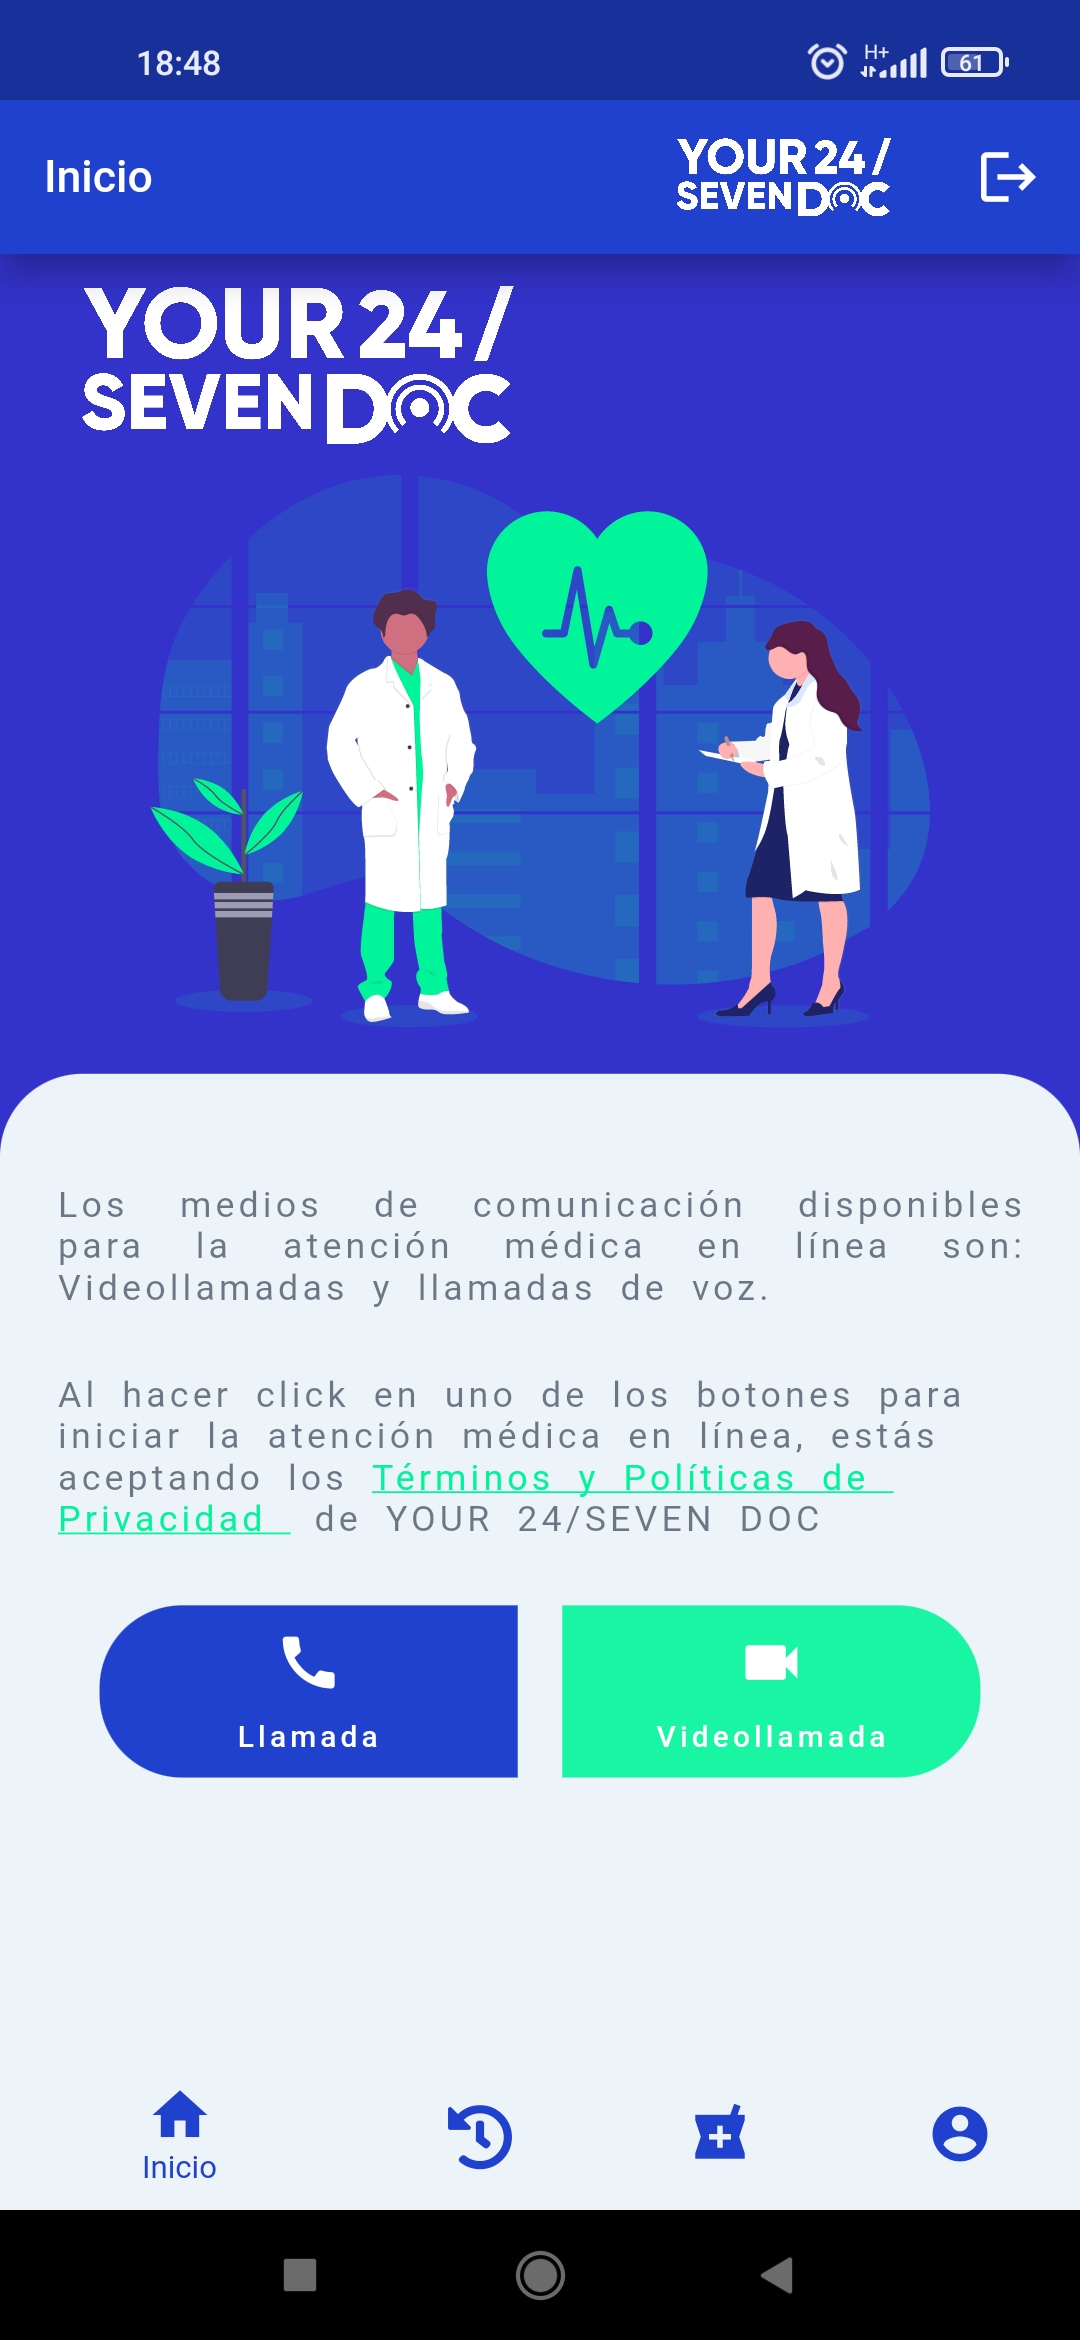 18:48
H+
61
Inicio
YOUR 24 /
SEVEN DOC
YOUR 24 /
SEVEN DOC
Los medios de comunicación disponibles
para la atención médica en línea son:
Videollamadas y llamadas de voz.
Al hacer click en uno de los botones para
iniciar la atención médica en línea, estás
aceptando los Términos y Políticas de
Privacidad de YOUR 24/SEVEN DOC
Llamada
Videollamada
Inicio